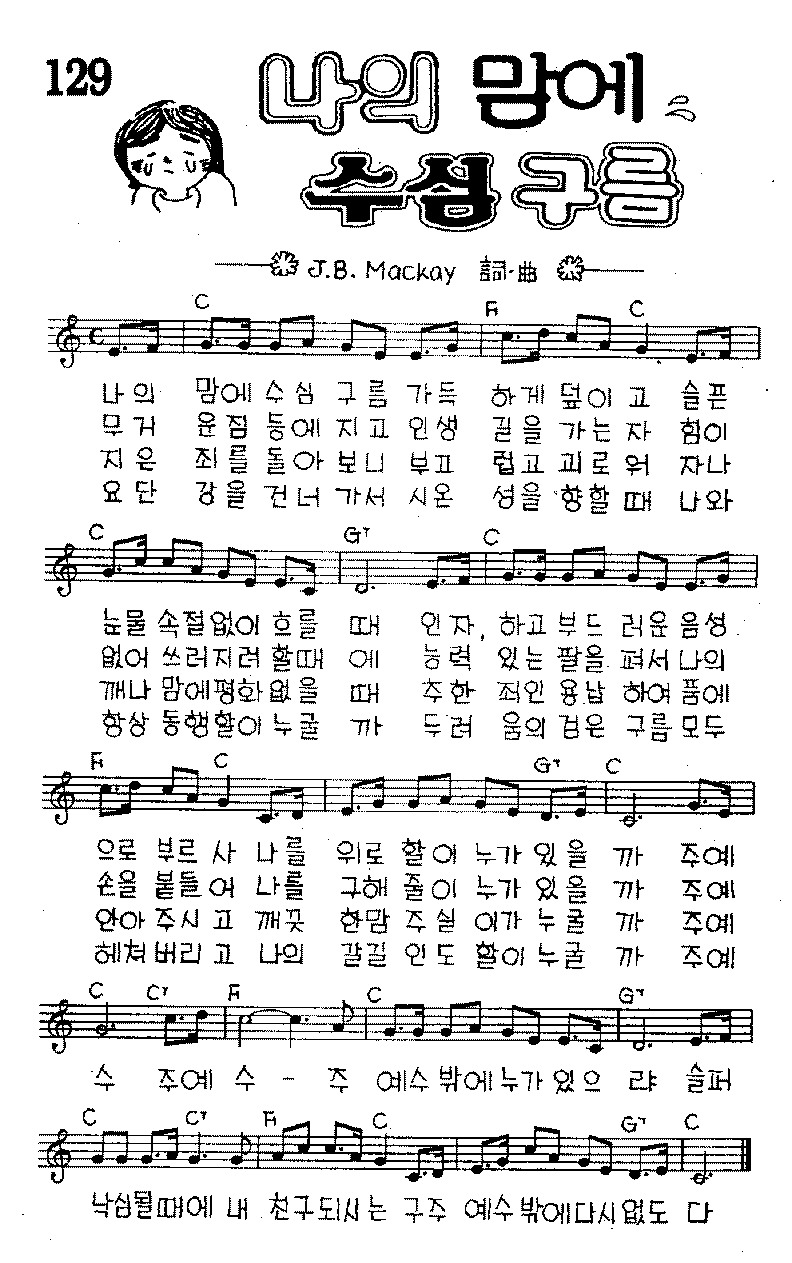 129
나의 맘에
수심 구름
J.B. Mackay 詞·曲
C F C
나의 맘에 수심 구름 가득 하게 덮이고 슬픈
무거 운짐 등에 지고 인생 길을 가는 자 힘이
지은 죄를 돌아 보니 부끄 럽고 괴로워 자나
요단 강을 건너 가서 시온 성을 향할때 나와
C G7 C
눈물 속절없이 흐를 때 인자, 하고 부드 러운 음성
없어 쓰러지려 할때 에 능력 있는 팔을 펴서 나의
깨나 맘에평화없을 때 추한 죄인 용납 하여 품에
항상 동행할이 누굴 까 두려 움의 검은 구름 모두
F C G7 C
으로 부르 사 나를 위로 할 이 누가 있을 까 주예
손을 붙들어 나를 구해 줄이 누가 있을 까 주예
안아 주시 고 깨끗 한맘 주실 이가 누굴 까 주예
헤쳐버리고 나의 갈길 인도 할이 누굴 까 주예
C C7 F C G7
수 주예 수 - 주 예수 밖에 누가 있으 랴 슬퍼
C C7 F C G7 C
낙심될때에 내 친구되시는 구주 예수 밖에다시없도 다